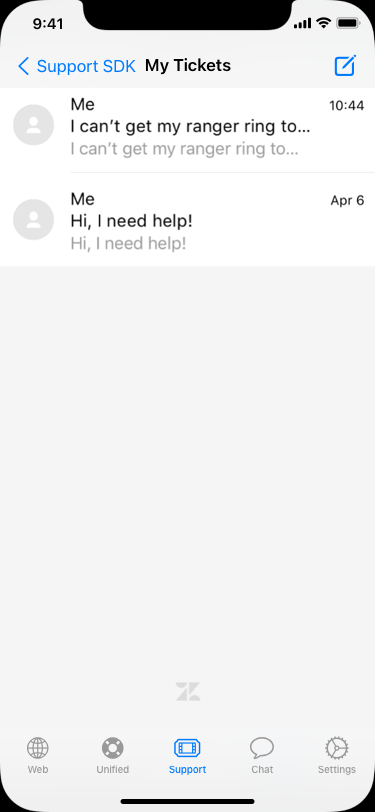 9:41
Support SDK My Tickets
Me 10:44
I can’t get my ranger ring to...
I can’t get my ranger ring to...
Me Apr 6
Hi, I need help!
Hi, I need help!
Web Unified Support Chat Settings